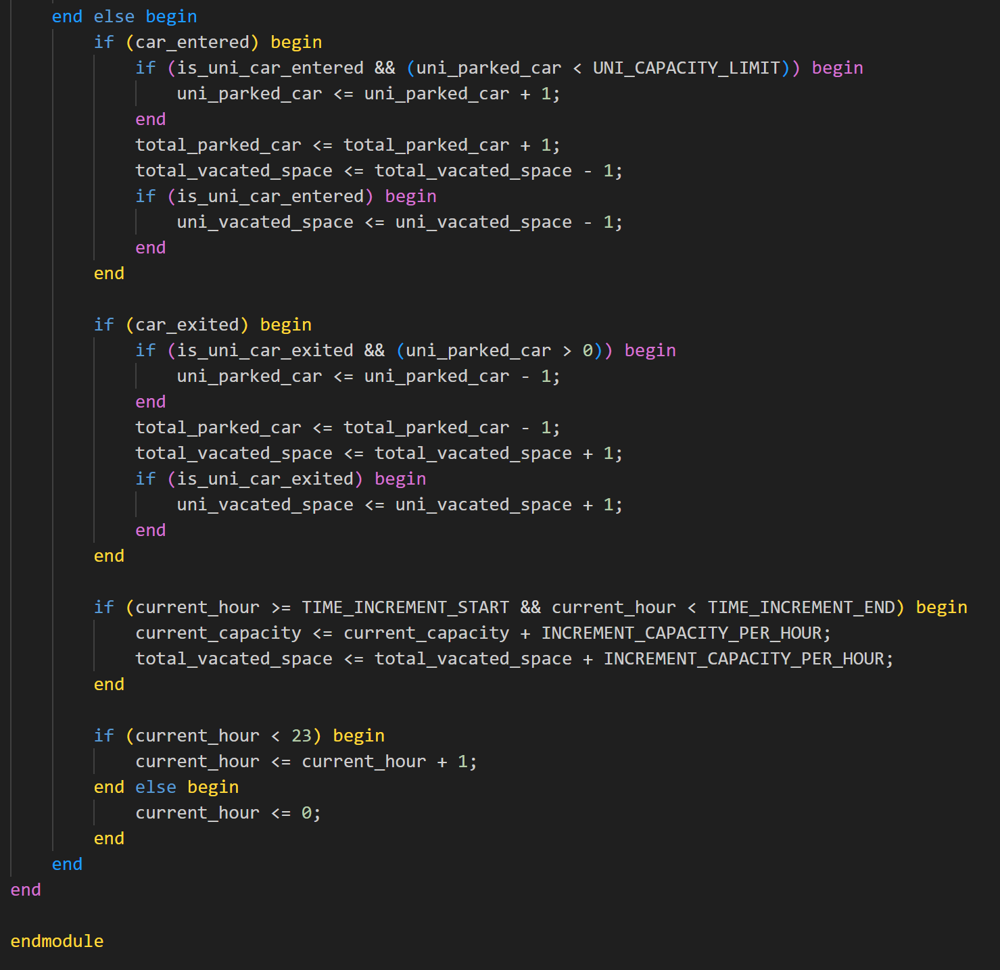 end else begin
if (car_entered) begin
if (is_uni_car_entered && (uni_parked_car < UNI_CAPACITY_LIMIT)) begin
uni_parked_car <= uni_parked_car + 1;
end
total_parked_car <= total_parked_car + 1;
total_vacated_space <= total_vacated_space - 1;
if (is_uni_car_entered) begin
uni_vacated_space <= uni_vacated_space - 1;
end
end
if (car_exited) begin
if (is_uni_car_exited && (uni_parked_car > 0)) begin
uni_parked_car <= uni_parked_car - 1;
end
total_parked_car <= total_parked_car - 1;
total_vacated_space <= total_vacated_space + 1;
if (is_uni_car_exited) begin
uni_vacated_space <= uni_vacated_space + 1;
end
end
if (current_hour >= TIME_INCREMENT_START && current_hour < TIME_INCREMENT_END) begin
current_capacity <= current_capacity + INCREMENT_CAPACITY_PER_HOUR;
total_vacated_space <= total_vacated_space + INCREMENT_CAPACITY_PER_HOUR;
end
if (current_hour < 23) begin
current_hour <= current_hour + 1;
end else begin
current_hour <= 0;
end
end
end
endmodule